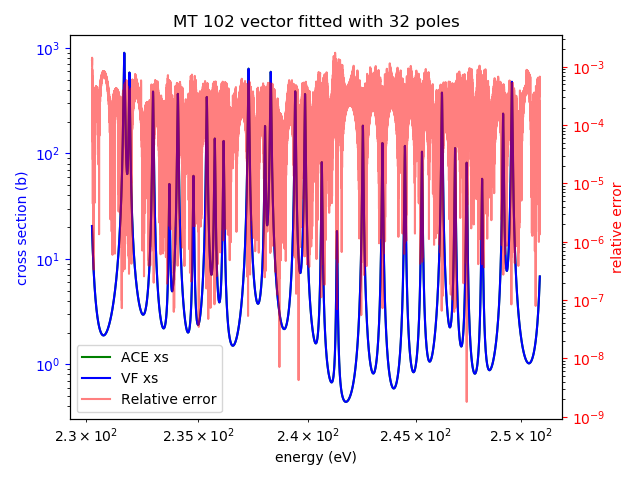 MT 102 vector fitted with 32 poles
10³
10²
10¹
10⁰
cross section (b)
10⁻³
10⁻⁴
10⁻⁵
10⁻⁶
10⁻⁷
10⁻⁸
10⁻⁹
relative error
ACE xs
VF xs
Relative error
2.3 × 10² 2.35 × 10² 2.4 × 10² 2.45 × 10² 2.5 × 10²
energy (eV)